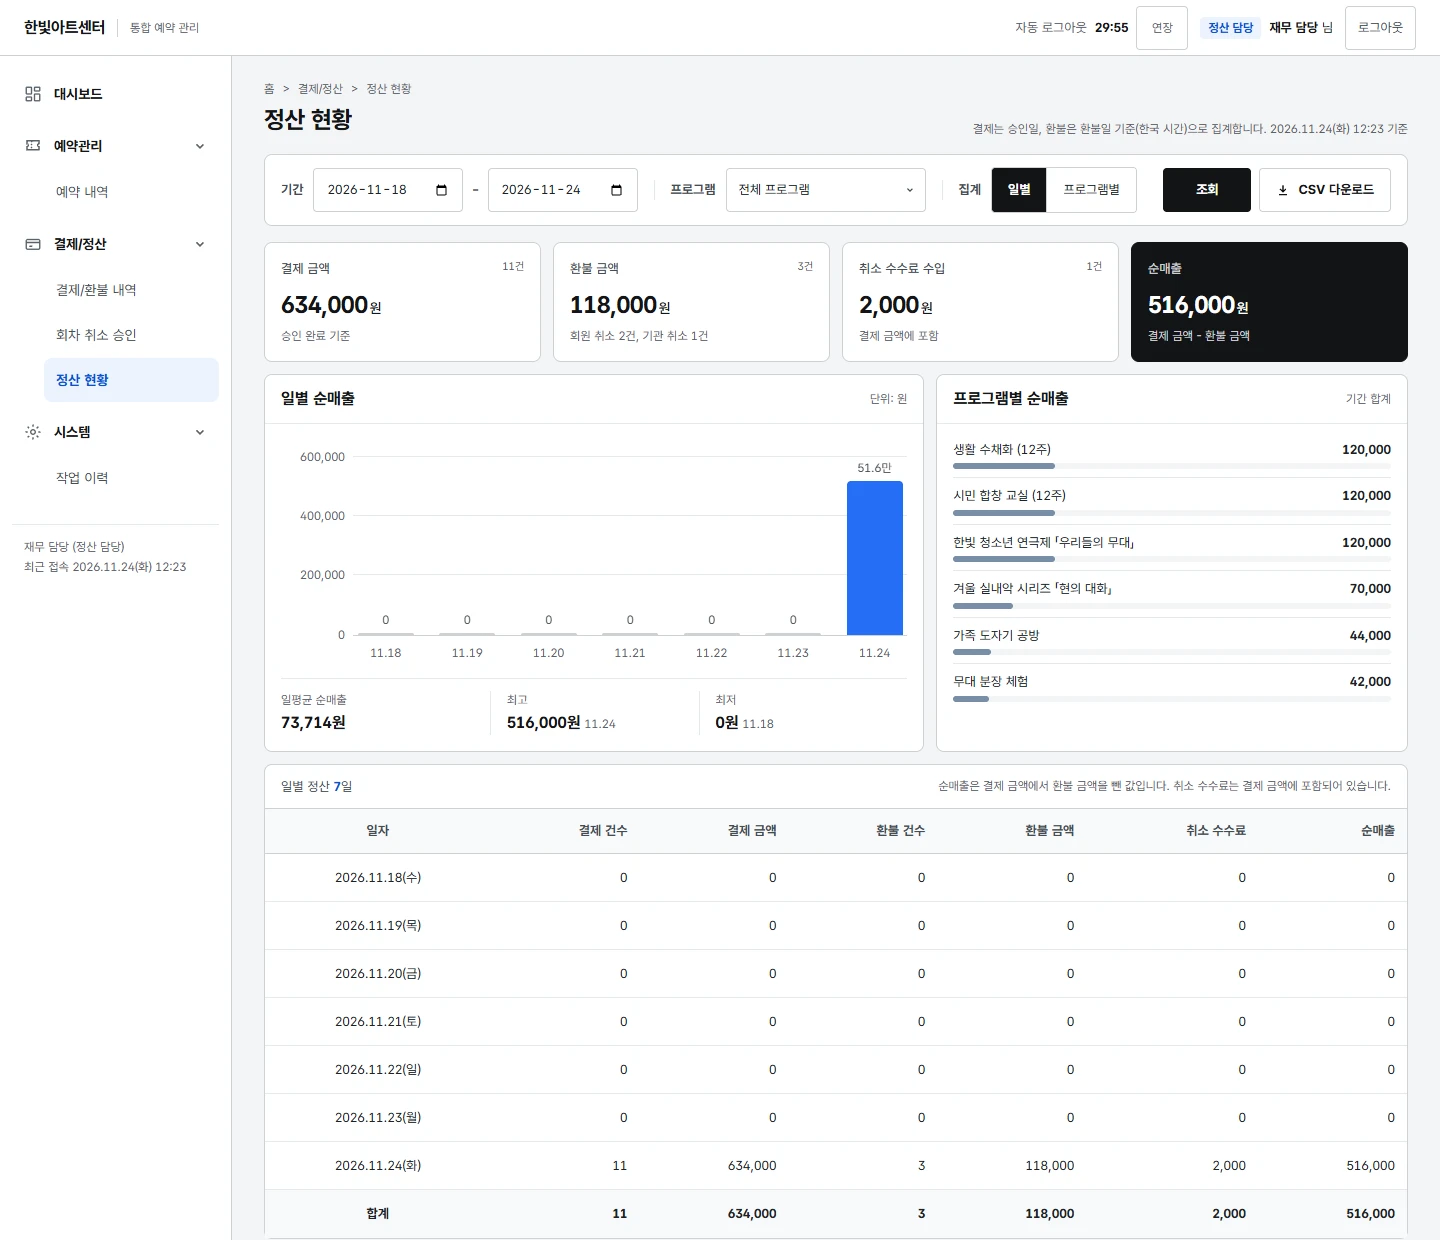 한빛아트센터 통합 예약 관리 자동 로그아웃 29:55 연장 정산 담당 재무 담당 님 로그아웃
대시보드
예약관리
예약 내역
결제/정산
결제/환불 내역
회차 취소 승인
정산 현황
시스템
작업 이력
재무 담당 (정산 담당)
최근 접속 2026.11.24(화) 12:23
홈 > 결제/정산 > 정산 현황
정산 현황
결제는 승인일, 환불은 환불일 기준(한국 시간)으로 집계합니다. 2026.11.24(화) 12:23 기준
기간 2026-11-18 - 2026-11-24 프로그램 전체 프로그램 집계 일별 프로그램별 조회 CSV 다운로드
결제 금액 11건
634,000원
승인 완료 기준
환불 금액 3건
118,000원
회원 취소 2건, 기관 취소 1건
취소 수수료 수입 1건
2,000원
결제 금액에 포함
순매출
516,000원
결제 금액 - 환불 금액
일별 순매출 단위: 원
600,000
400,000
200,000
0
0 0 0 0 0 0 51.6만
11.18 11.19 11.20 11.21 11.22 11.23 11.24
일평균 순매출
73,714원
최고
516,000원 11.24
최저
0원 11.18
프로그램별 순매출 기간 합계
생활 수채화 (12주) 120,000
시민 합창 교실 (12주) 120,000
한빛 청소년 연극제 「우리들의 무대」 120,000
겨울 실내악 시리즈 「현의 대화」 70,000
가족 도자기 공방 44,000
무대 분장 체험 42,000
일별 정산 7일 순매출은 결제 금액에서 환불 금액을 뺀 값입니다. 취소 수수료는 결제 금액에 포함되어 있습니다.
일자 결제 건수 결제 금액 환불 건수 환불 금액 취소 수수료 순매출
2026.11.18(수) 0 0 0 0 0 0
2026.11.19(목) 0 0 0 0 0 0
2026.11.20(금) 0 0 0 0 0 0
2026.11.21(토) 0 0 0 0 0 0
2026.11.22(일) 0 0 0 0 0 0
2026.11.23(월) 0 0 0 0 0 0
2026.11.24(화) 11 634,000 3 118,000 2,000 516,000
합계 11 634,000 3 118,000 2,000 516,000